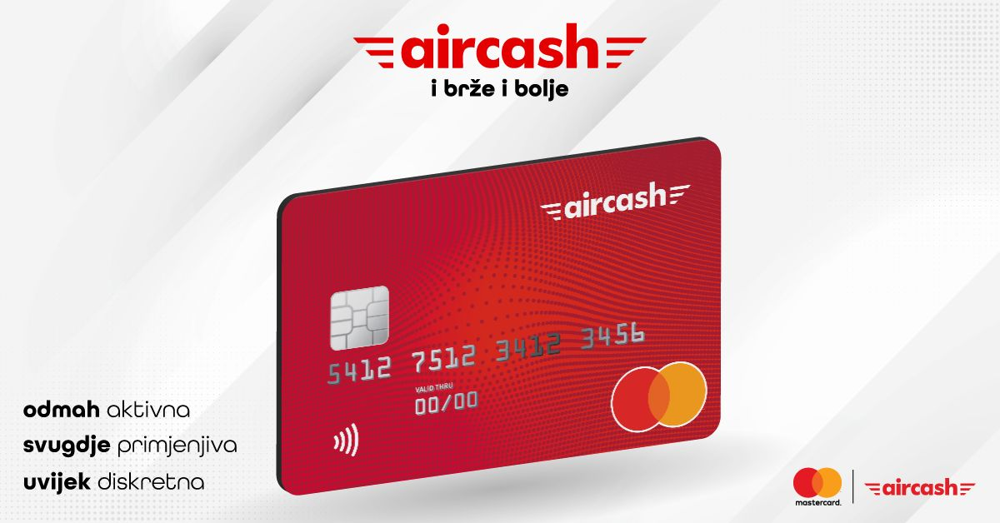 aircash
i brže i bolje
aircash
5412 7512 3412 3456
VALID THRU
00/00
odmah aktivna
svugdje primjenjiva
uvijek diskretna
mastercard.
aircash